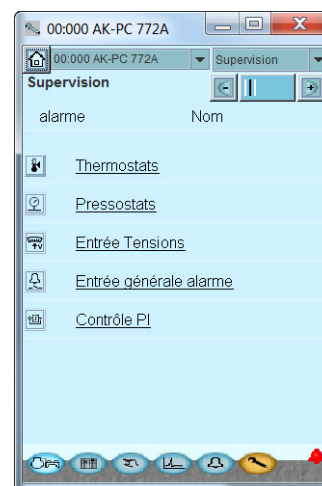 00:000 AK-PC 772A
00:000 AK-PC 772A Supervision
Supervision
alarme Nom
Thermostats
Pressostats
Entrée Tensions
Entrée générale alarme
Contrôle PI